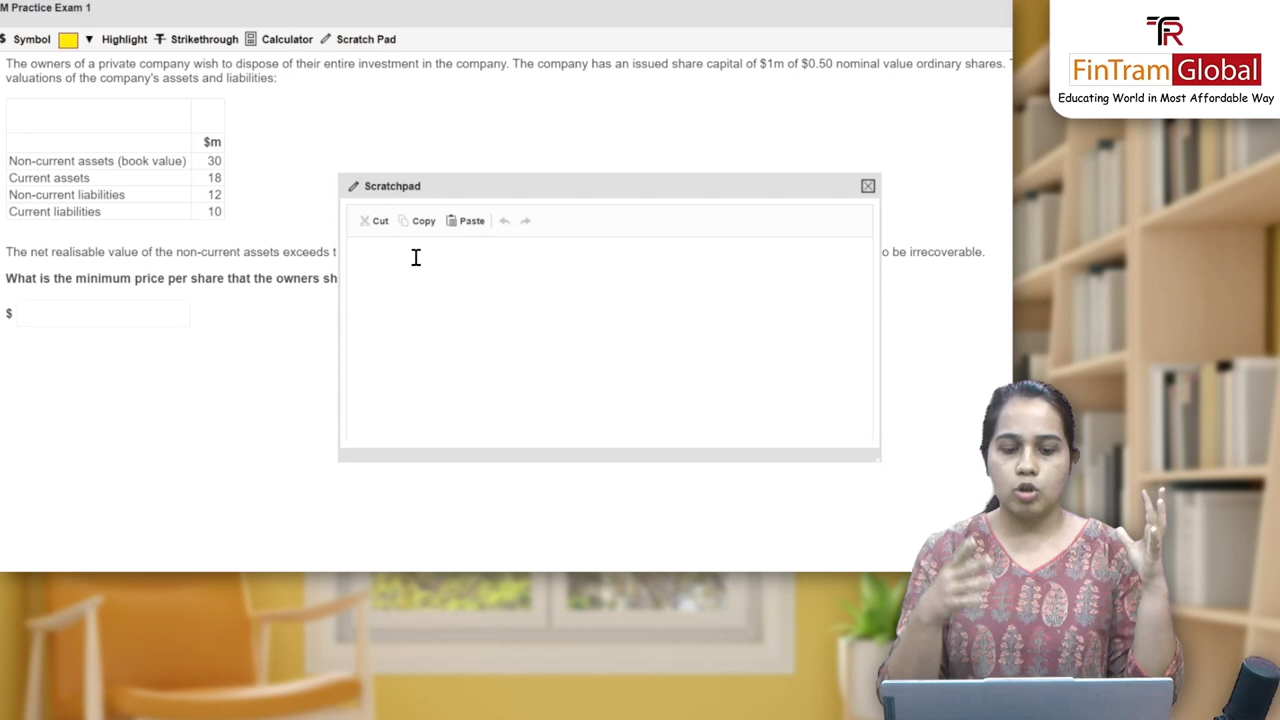 M Practice Exam 1
$ Symbol ▼ Highlight Strikethrough Calculator Scratch Pad
The owners of a private company wish to dispose of their entire investment in the company. The company has an issued share capital of $1m of $0.50 nominal value ordinary shares.
valuations of the company's assets and liabilities:
$m
Non-current assets (book value) 30
Current assets 18
Non-current liabilities 12
Current liabilities 10
The net realisable value of the non-current assets exceeds t
o be irrecoverable.
What is the minimum price per share that the owners sh
$
Scratchpad
Cut Copy Paste
TR
FinTram Global
Educating World in Most Affordable Way